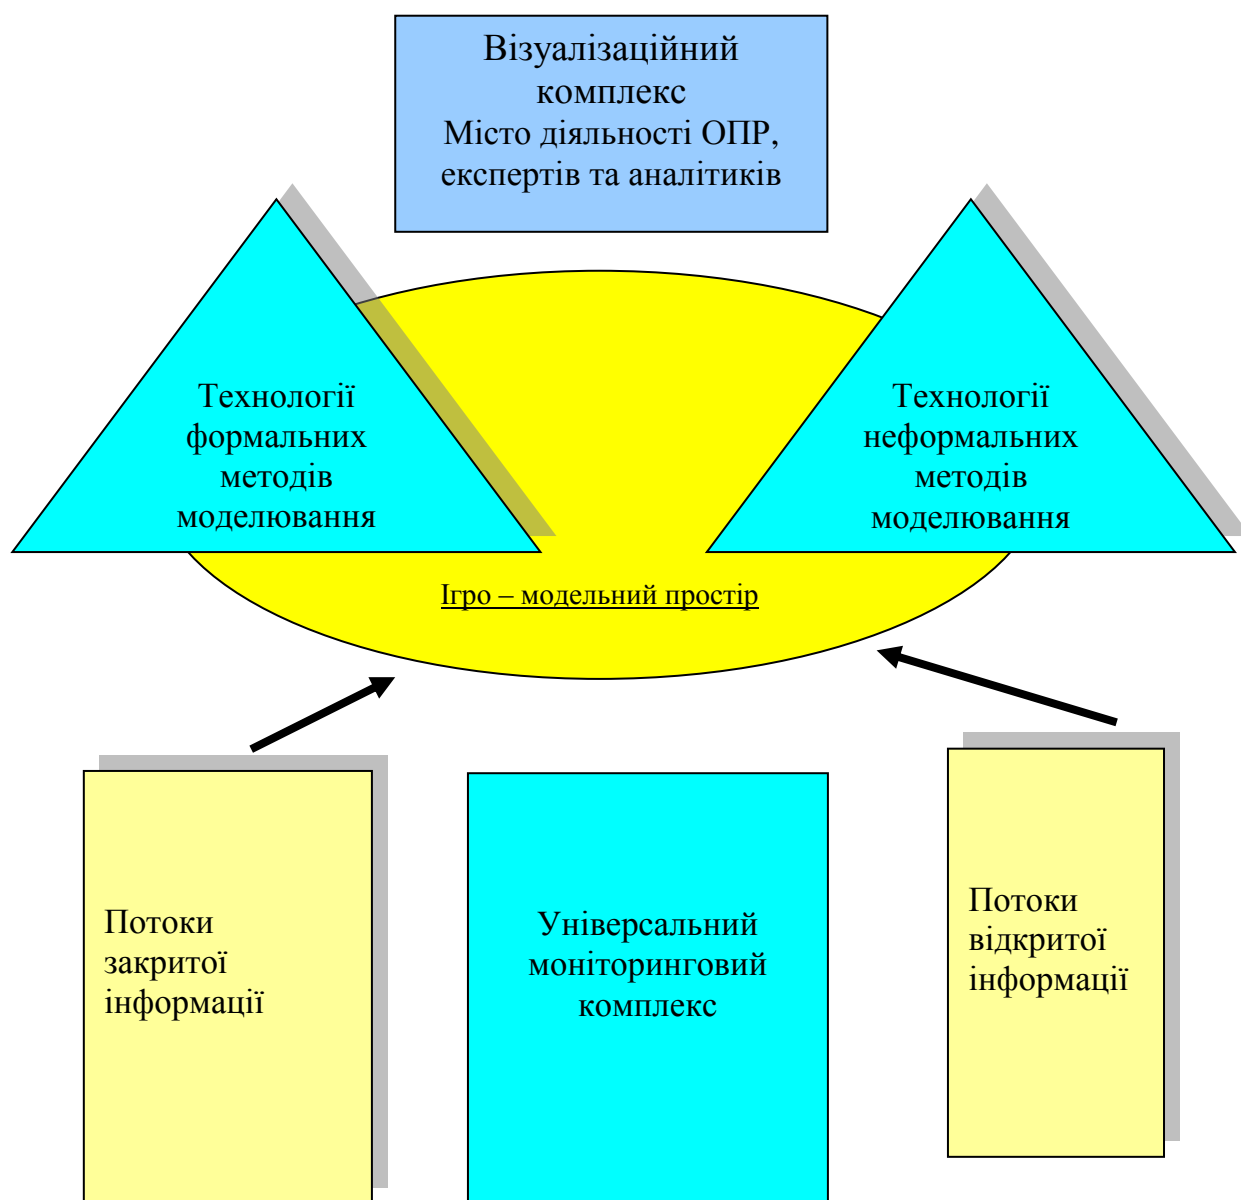 Візуалізаційний
комплекс
Місто діяльності ОПР,
експертів та аналітиків
Технології
формальних
методів
моделювання
Технології
неформальних
методів
моделювання
Ігро – модельний простір
Потоки
закритої
інформації
Універсальний
моніторинговий
комплекс
Потоки
відкритої
інформації